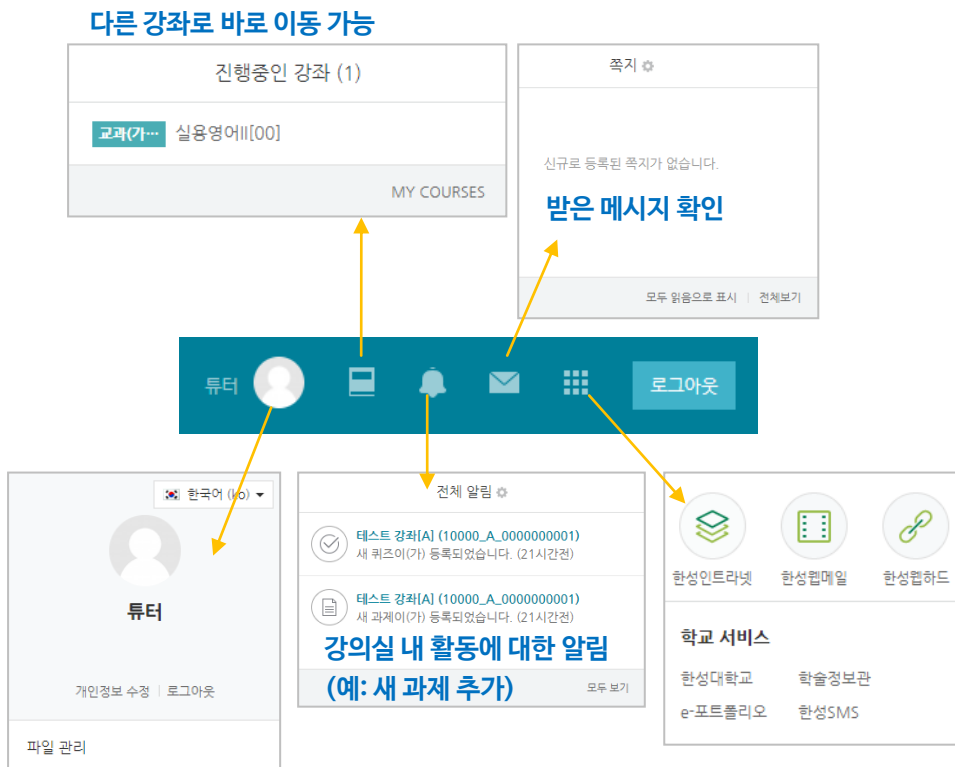 다른 강좌로 바로 이동 가능
진행중인 강좌 (1)
교과(가… 실용영어II[00]
MY COURSES
쪽지
신규로 등록된 쪽지가 없습니다.
받은 메시지 확인
모두 읽음으로 표시 | 전체보기
튜터
로그아웃
한국어 (ko)
튜터
개인정보 수정 | 로그아웃
파일 관리
전체 알림
테스트 강좌[A] (10000_A_0000000001)
새 퀴즈이(가) 등록되었습니다. (21시간전)
테스트 강좌[A] (10000_A_0000000001)
새 과제이(가) 등록되었습니다. (21시간전)
강의실 내 활동에 대한 알림
(예: 새 과제 추가)
모두 보기
한성인트라넷 한성웹메일 한성웹하드
학교 서비스
한성대학교 학술정보관
e-포트폴리오 한성SMS